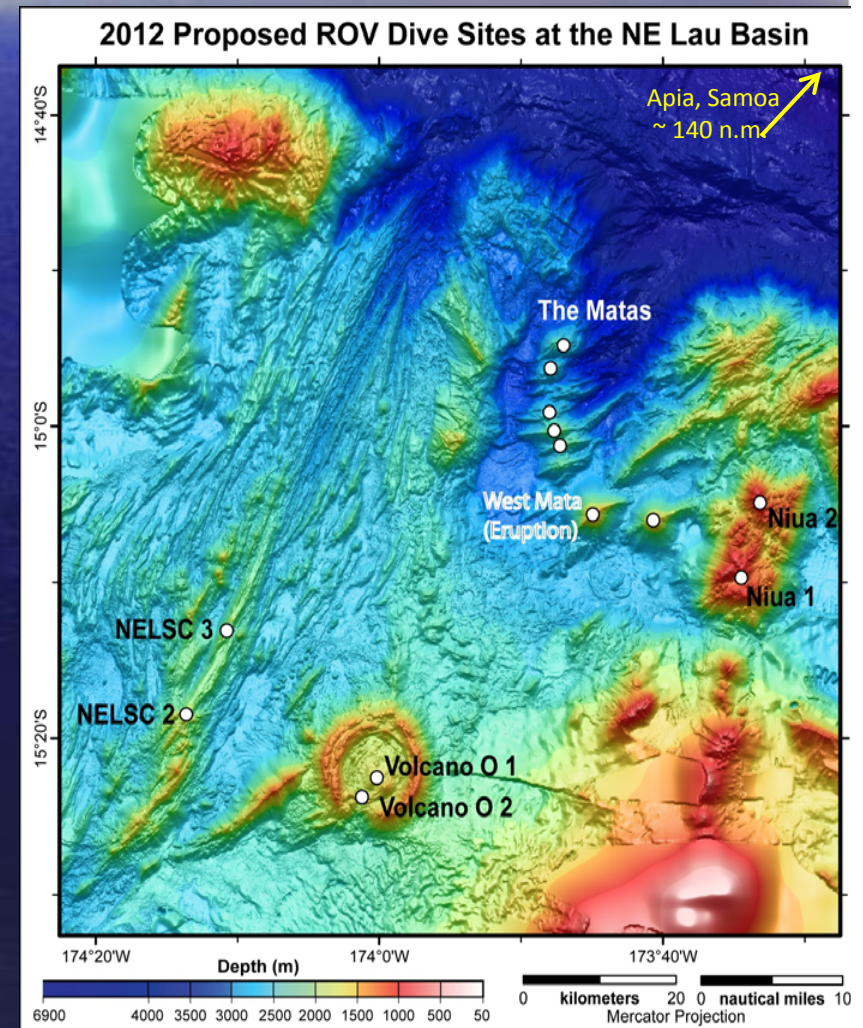 2012 Proposed ROV Dive Sites at the NE Lau Basin
Apia, Samoa
~ 140 n.m.
14°40'S
The Matas
15°0'S
West Mata
(Eruption)
Niua 2
Niua 1
NELSC 3
NELSC 2
15°20'S
Volcano O 1
Volcano O 2
174°20'W
174°0'W
173°40'W
Depth (m)
6900 4000 3500 3000 2500 2000 1500 1000 500 50
0 kilometers 20
0 nautical miles 10
Mercator Projection